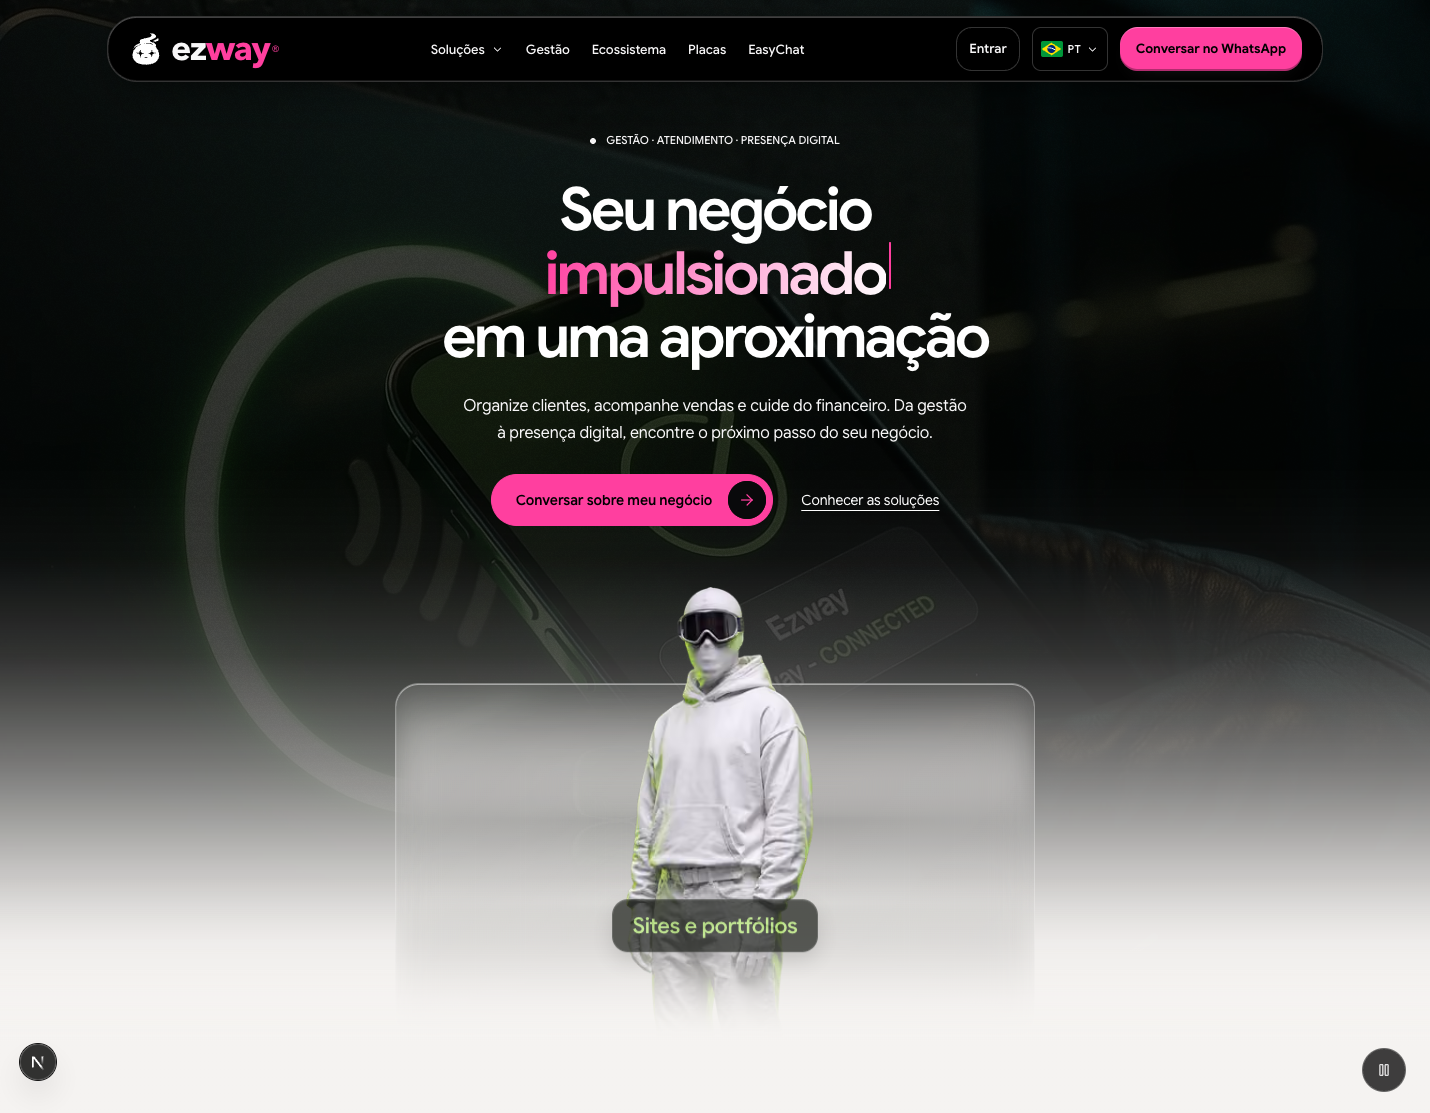 ezway®
Soluções
Gestão
Ecossistema
Placas
EasyChat
Entrar
PT
Conversar no WhatsApp
GESTÃO · ATENDIMENTO · PRESENÇA DIGITAL
Seu negócio
impulsionado
em uma aproximação
Organize clientes, acompanhe vendas e cuide do financeiro. Da gestão
à presença digital, encontre o próximo passo do seu negócio.
Conversar sobre meu negócio
Conhecer as soluções
Ezway
way - CONNECTED
Sites e portfólios
N